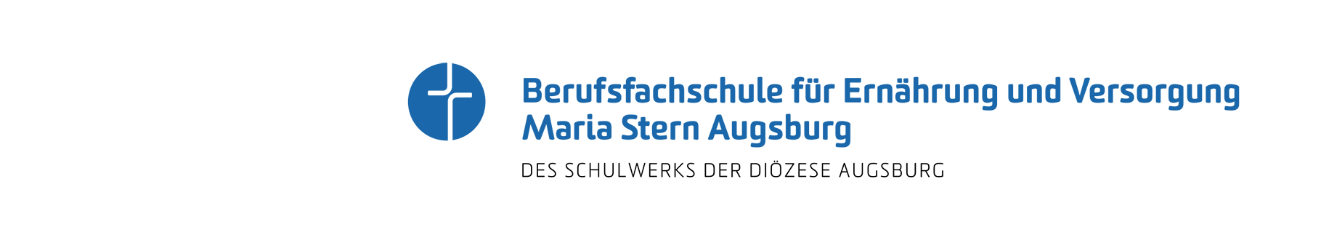 Berufsfachschule für Ernährung und Versorgung
Maria Stern Augsburg
DES SCHULWERKS DER DIÖZESE AUGSBURG